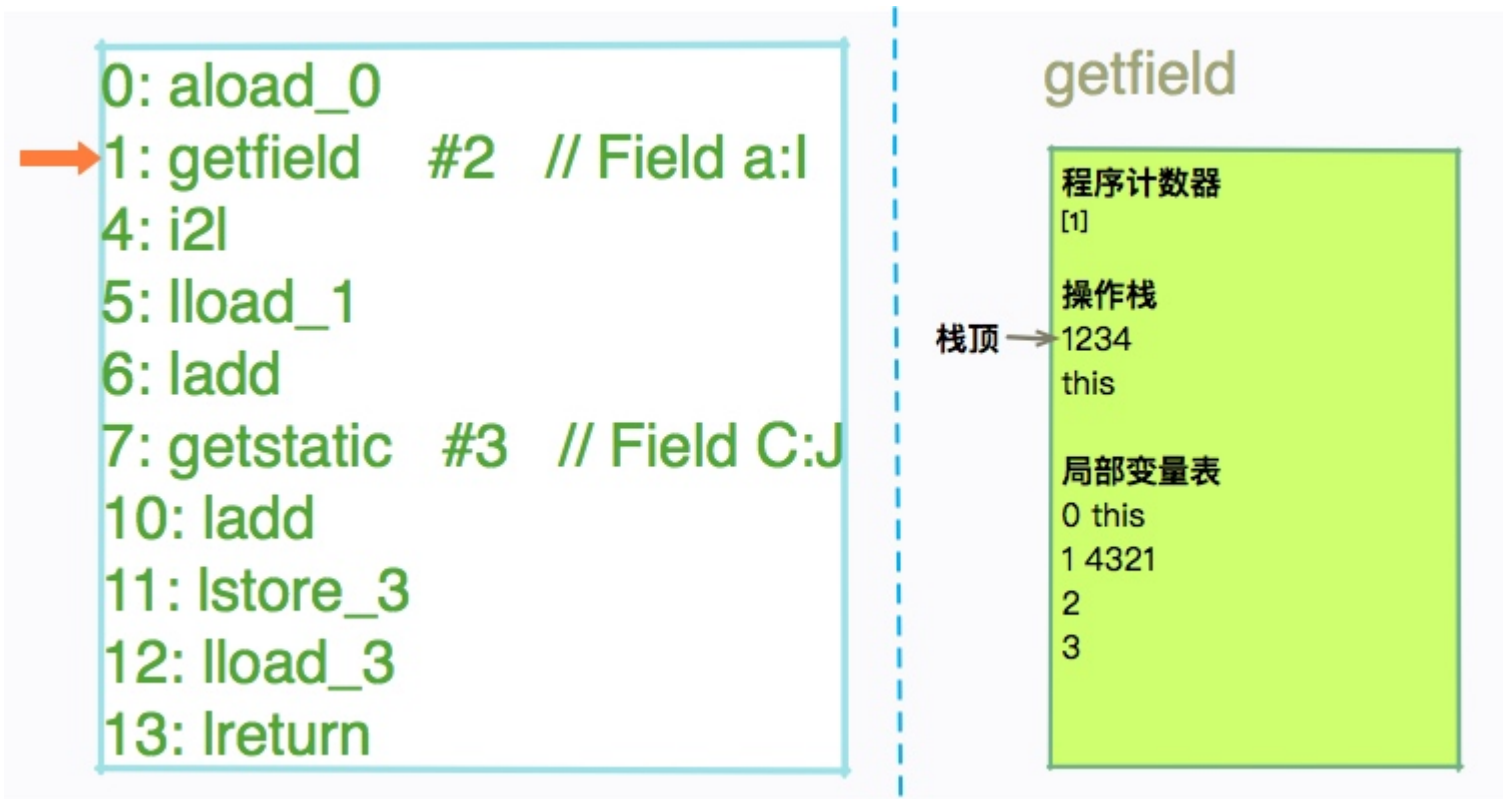 0: aload_0
1: getfield #2 // Field a:I
4: i2l
5: lload_1
6: ladd
7: getstatic #3 // Field C:J
10: ladd
11: lstore_3
12: lload_3
13: lreturn
getfield
程序计数器
[1]
操作栈
栈顶 1234
this
局部变量表
0 this
1 4321
2
3